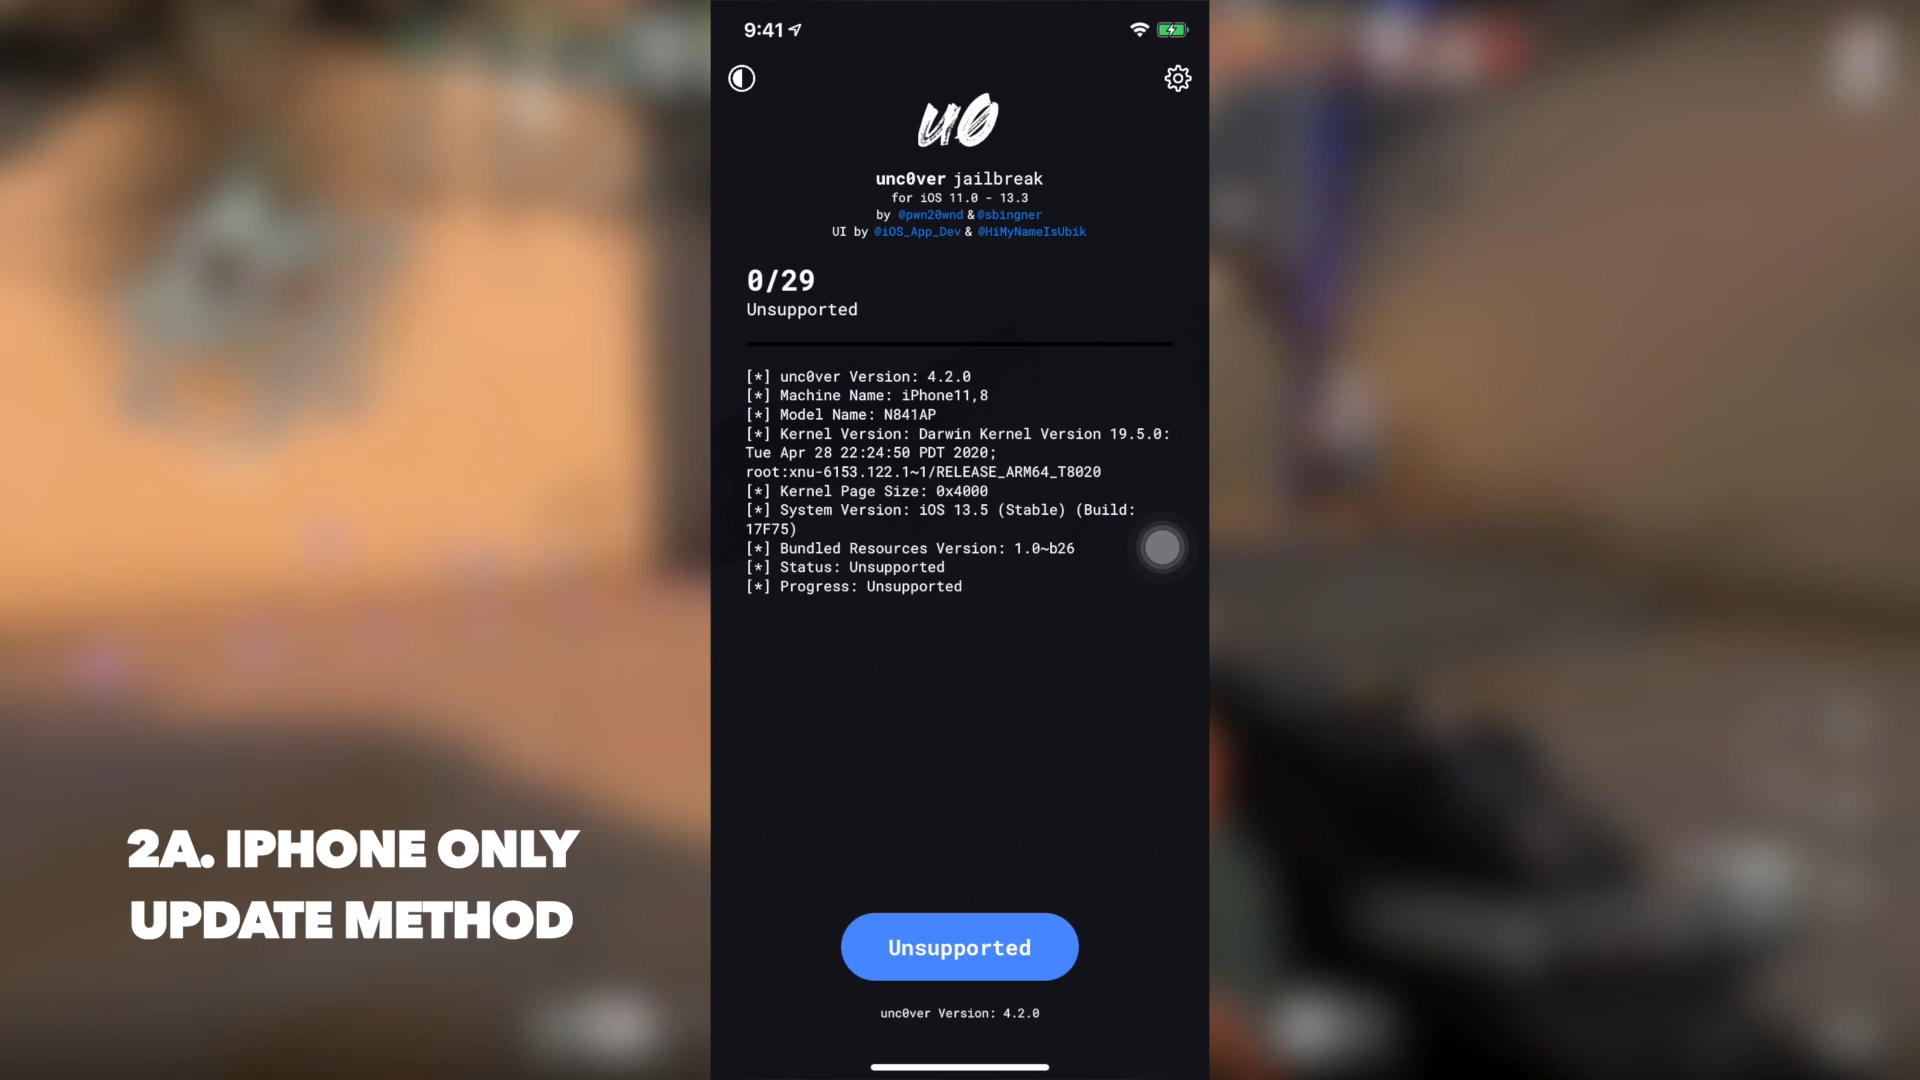 9:41
u0
unc0ver jailbreak
for iOS 11.0 - 13.3
by @pwn20wnd & @sbingner
UI by @iOS_App_Dev & @HiMyNameIsUbik
0/29
Unsupported
[*] unc0ver Version: 4.2.0
[*] Machine Name: iPhone11,8
[*] Model Name: N841AP
[*] Kernel Version: Darwin Kernel Version 19.5.0:
Tue Apr 28 22:24:50 PDT 2020;
root:xnu-6153.122.1~1/RELEASE_ARM64_T8020
[*] Kernel Page Size: 0x4000
[*] System Version: iOS 13.5 (Stable) (Build:
17F75)
[*] Bundled Resources Version: 1.0~b26
[*] Status: Unsupported
[*] Progress: Unsupported
2A. IPHONE ONLY
UPDATE METHOD
Unsupported
unc0ver Version: 4.2.0